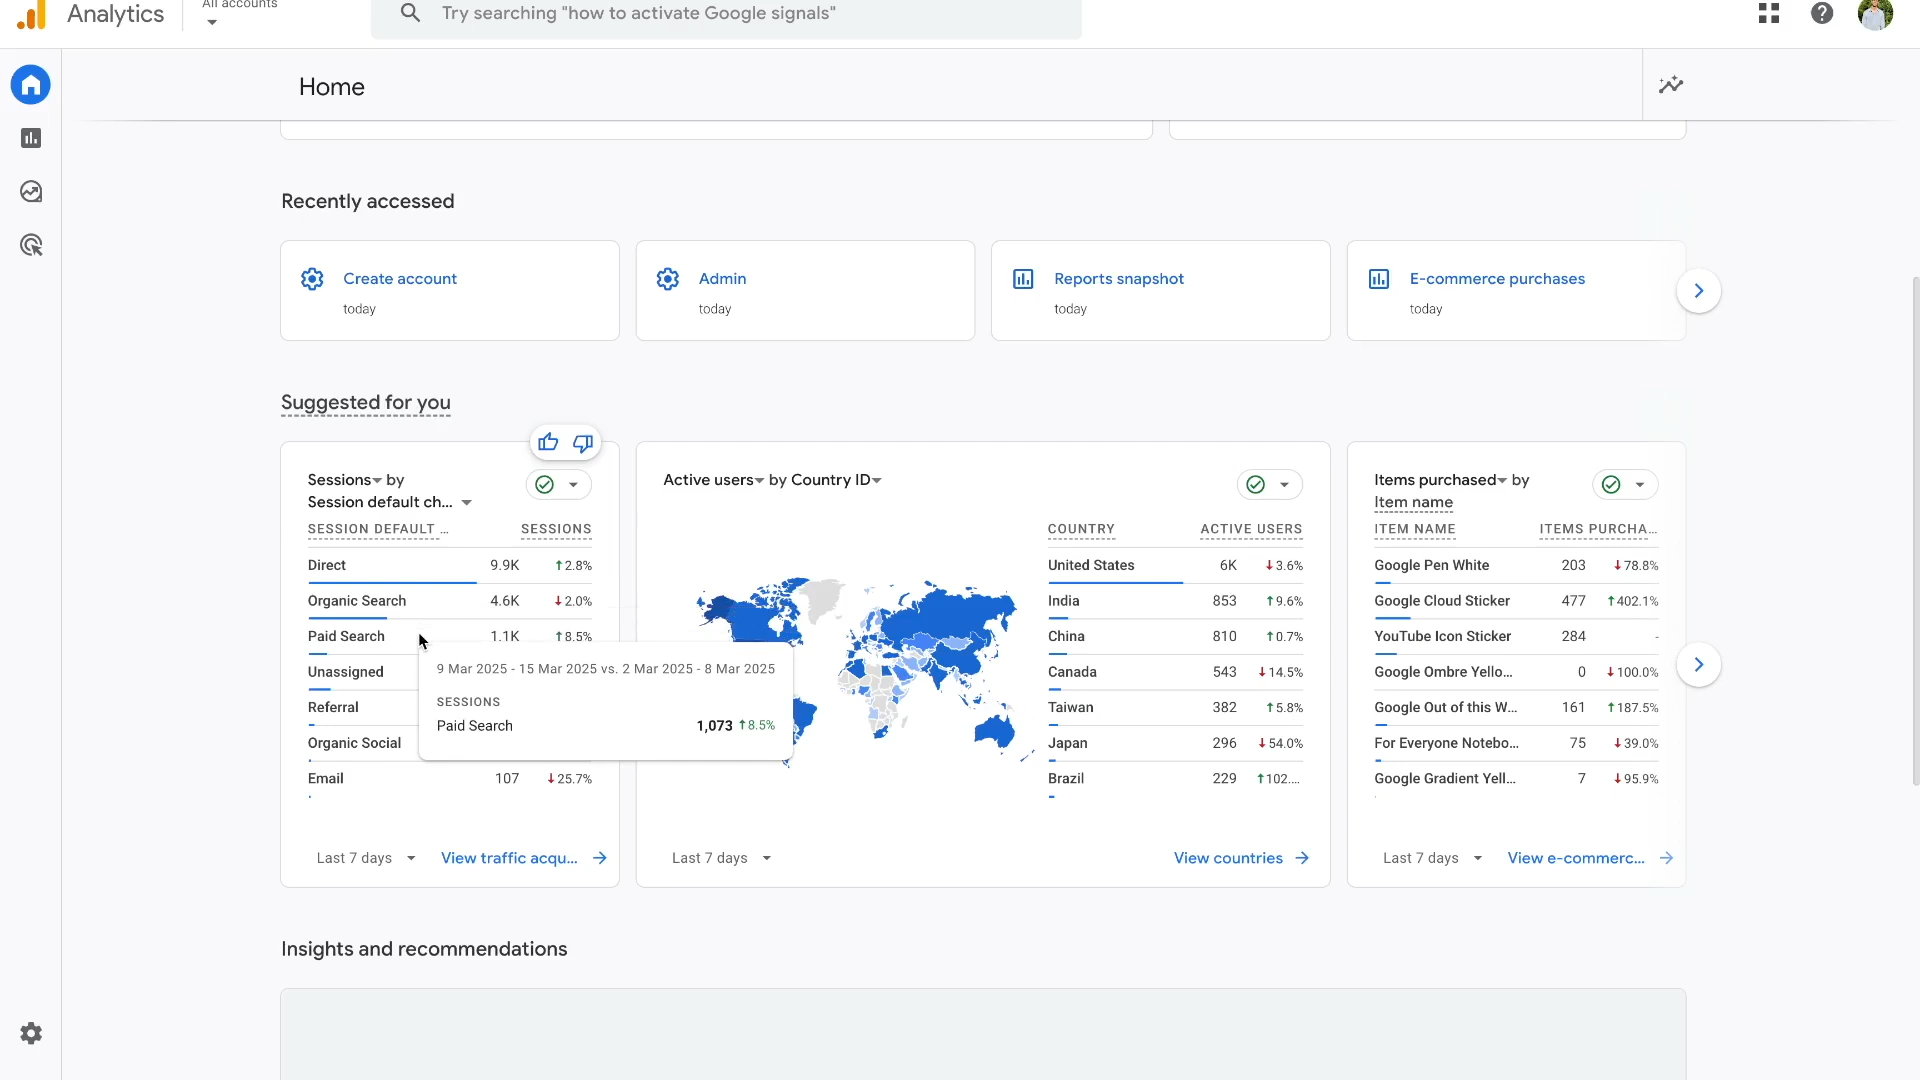 All accounts
Analytics
Try searching "how to activate Google signals"
Home
Recently accessed
Create account
today
Admin
today
Reports snapshot
today
E-commerce purchases
today
Suggested for you
Sessions by
Session default ch...
SESSION DEFAULT ... SESSIONS
Direct 9.9K ↑2.8%
Organic Search 4.6K ↓2.0%
Paid Search 1.1K ↑8.5%
Unassigned
Referral
Organic Social
Email 107 ↓25.7%
Last 7 days View traffic acqu...
9 Mar 2025 - 15 Mar 2025 vs. 2 Mar 2025 - 8 Mar 2025
SESSIONS
Paid Search 1,073 ↑8.5%
Active users by Country ID
COUNTRY ACTIVE USERS
United States 6K ↓3.6%
India 853 ↑9.6%
China 810 ↑0.7%
Canada 543 ↓14.5%
Taiwan 382 ↑5.8%
Japan 296 ↓54.0%
Brazil 229 ↑102....
Last 7 days View countries
Items purchased by
Item name
ITEM NAME ITEMS PURCHA...
Google Pen White 203 ↓78.8%
Google Cloud Sticker 477 ↑402.1%
YouTube Icon Sticker 284 -
Google Ombre Yello... 0 ↓100.0%
Google Out of this W... 161 ↑187.5%
For Everyone Notebo... 75 ↓39.0%
Google Gradient Yell... 7 ↓95.9%
Last 7 days View e-commerc...
Insights and recommendations